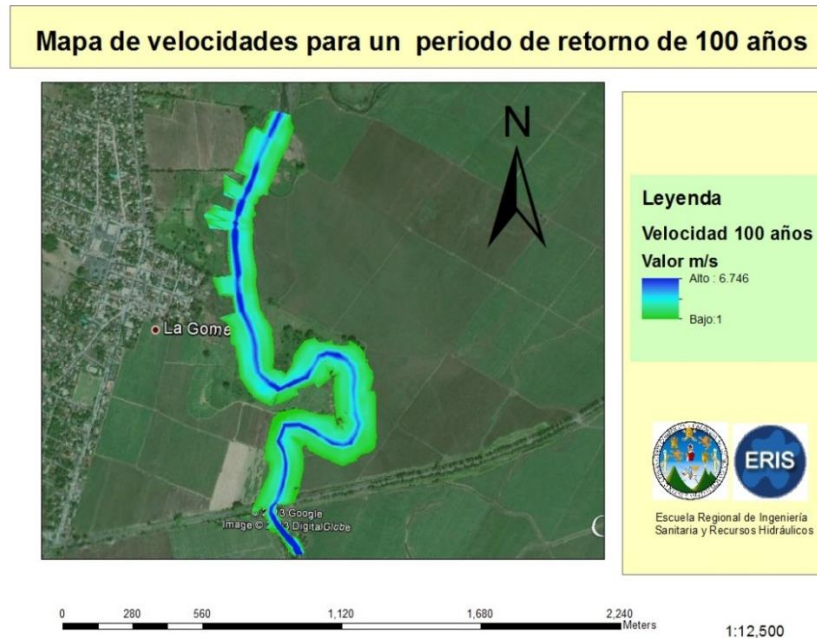 Mapa de velocidades para un periodo de retorno de 100 años
N
La Gome
Google
Image © DigitalGlobe
Leyenda
Velocidad 100 años
Valor m/s
Alto : 6.746
Bajo:1
ERIS
Escuela Regional de Ingeniería
Sanitaria y Recursos Hidráulicos
0 280 560 1,120 1,680 2,240
Meters
1:12,500